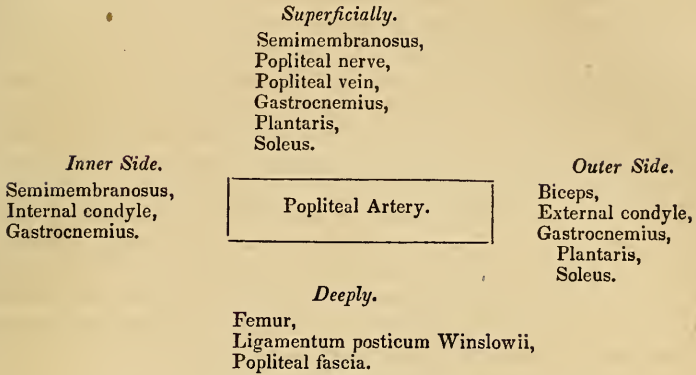 Superficially.
Semimembranosus,
Popliteal nerve,
Popliteal vein,
Gastrocnemius,
Plantaris,
Soleus.
Inner Side.
Semimembranosus,
Internal condyle,
Gastrocnemius.
Popliteal Artery.
Outer Side.
Biceps,
External condyle,
Gastrocnemius,
Plantaris,
Soleus.
Deeply.
Femur,
Ligamentum posticum Winslowii,
Popliteal fascia.